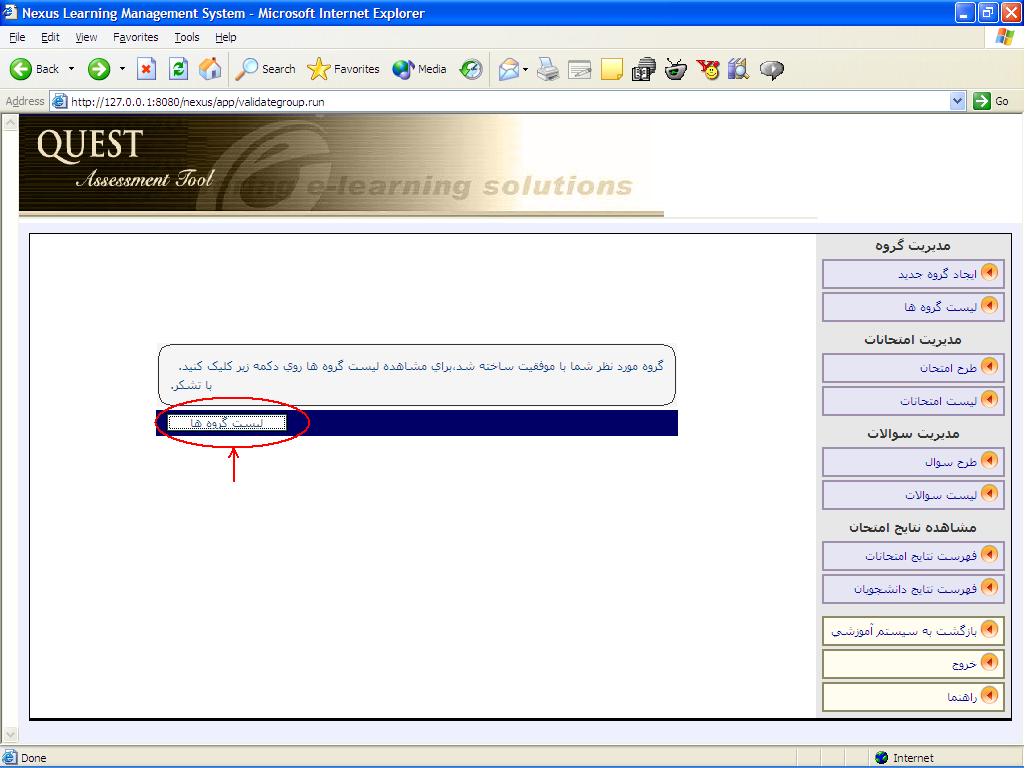 Nexus Learning Management System - Microsoft Internet Explorer
File Edit View Favorites Tools Help
Back Search Favorites Media
Address http://127.0.0.1:8080/nexus/app/validategroup.run Go
QUEST
Assessment Tool
ring e-learning solutions
مدیریت گروه
ایجاد گروه جدید
لیست گروه ها
مدیریت امتحانات
طرح امتحان
لیست امتحانات
مدیریت سوالات
طرح سوال
لیست سوالات
مشاهده نتایج امتحان
فهرست نتایج امتحانات
فهرست نتایج دانشجویان
بازگشت به سیستم آموزشی
خروج
راهنما
گروه مورد نظر شما با موفقیت ساخته شد،برای مشاهده لیست گروه ها روی دکمه زیر کلیک کنید.
با تشکر.
لیست گروه ها
Done Internet